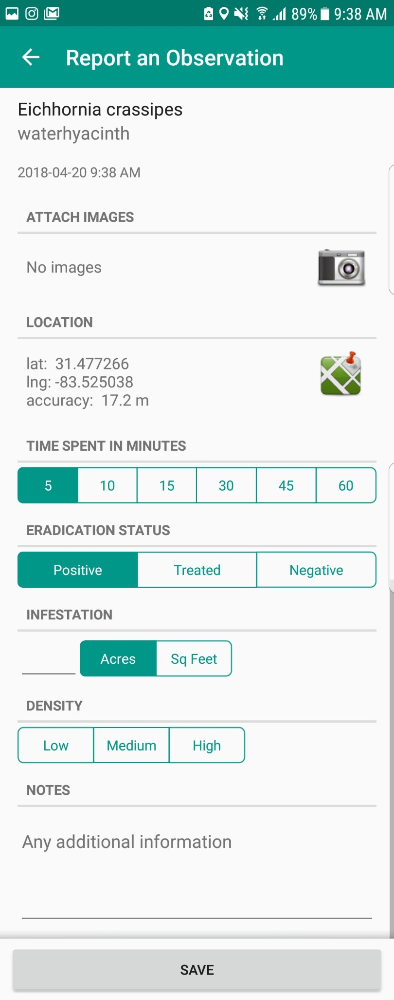 89% 9:38 AM
Report an Observation
Eichhornia crassipes
waterhyacinth
2018-04-20 9:38 AM
ATTACH IMAGES
No images
LOCATION
lat: 31.477266
lng: -83.525038
accuracy: 17.2 m
TIME SPENT IN MINUTES
5 10 15 30 45 60
ERADICATION STATUS
Positive Treated Negative
INFESTATION
Acres Sq Feet
DENSITY
Low Medium High
NOTES
Any additional information
SAVE